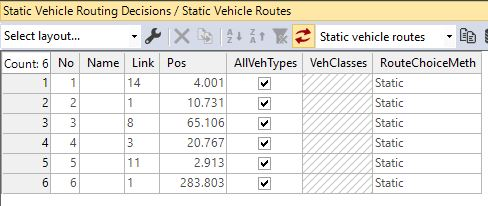 Static Vehicle Routing Decisions / Static Vehicle Routes
Select layout... Static vehicle routes
Count: 6 No Name Link Pos AllVehTypes VehClasses RouteChoiceMeth
1 1 14 4.001 Static
2 2 1 10.731 Static
3 3 8 65.106 Static
4 4 3 20.767 Static
5 5 11 2.913 Static
6 6 1 283.803 Static